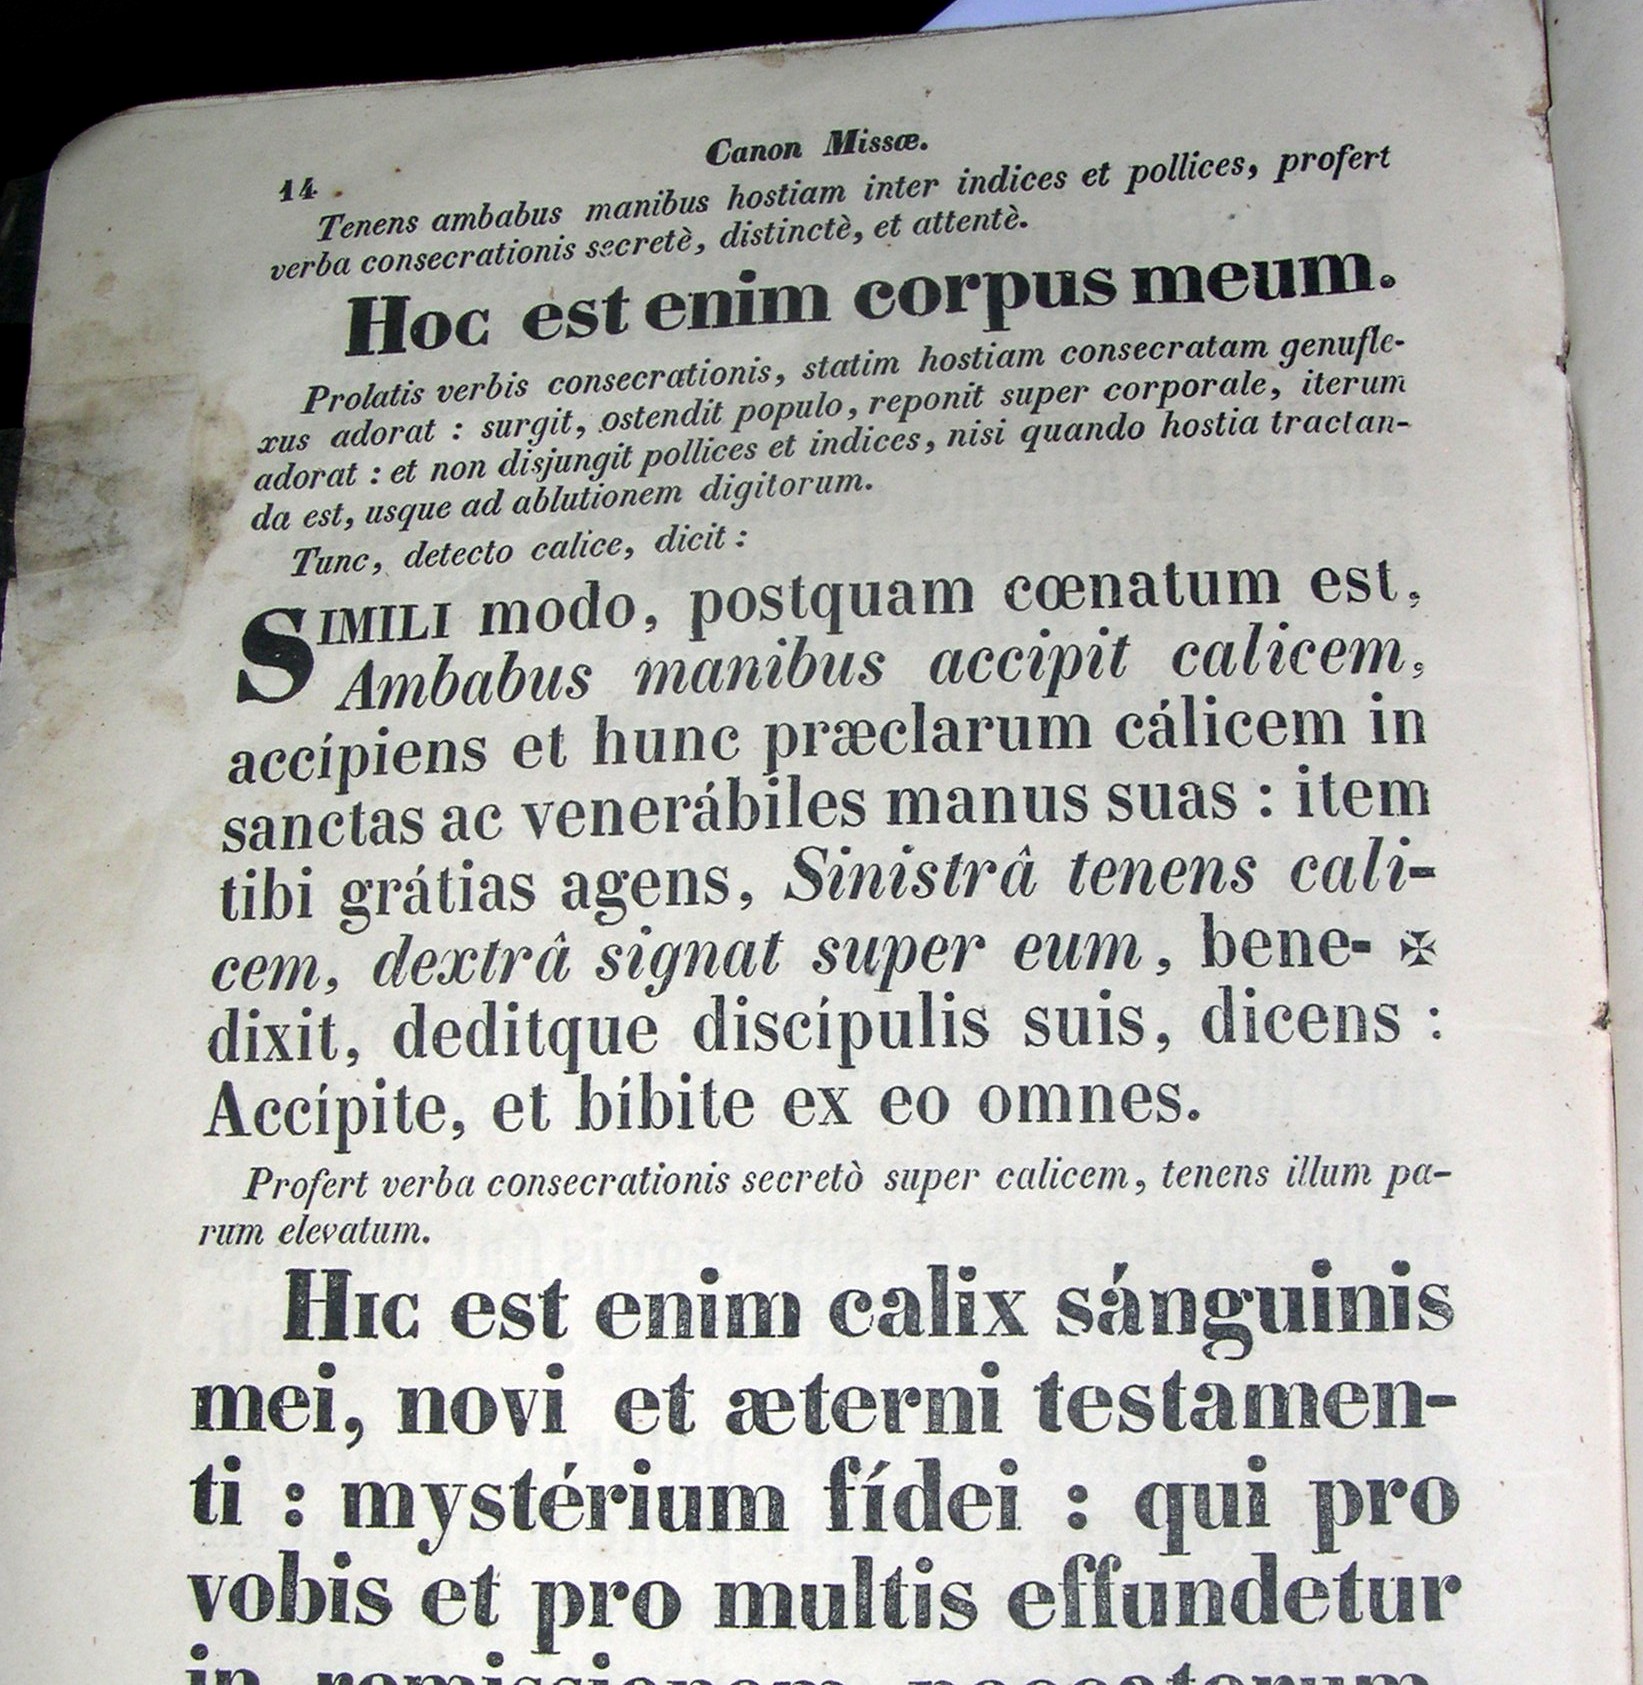 Canon Missæ.
14
Tenens ambabus manibus hostiam inter indices et pollices, profert
verba consecrationis secretè, distinctè, et attentè.
Hoc est enim corpus meum.
Prolatis verbis consecrationis, statim hostiam consecratam genufle-
xus adorat : surgit, ostendit populo, reponit super corporale, iterum
adorat : et non disjungit pollices et indices, nisi quando hostia tractan-
da est, usque ad ablutionem digitorum.
Tunc, detecto calice, dicit :
SIMILI modo, postquam cœnatum est,
Ambabus manibus accipit calicem,
accípiens et hunc præclarum cálicem in
sanctas ac venerábiles manus suas : item
tibi grátias agens, Sinistrâ tenens cali-
cem, dextrâ signat super eum, bene- ✠
dixit, deditque discípulis suis, dicens :
Accípite, et bíbite ex eo omnes.
Profert verba consecrationis secretò super calicem, tenens illum pa-
rum elevatum.
HIC est enim calix sánguinis
mei, novi et æterni testamen-
ti : mystérium fídei : qui pro
vobis et pro multis effundetur
in remissionem peccatorum